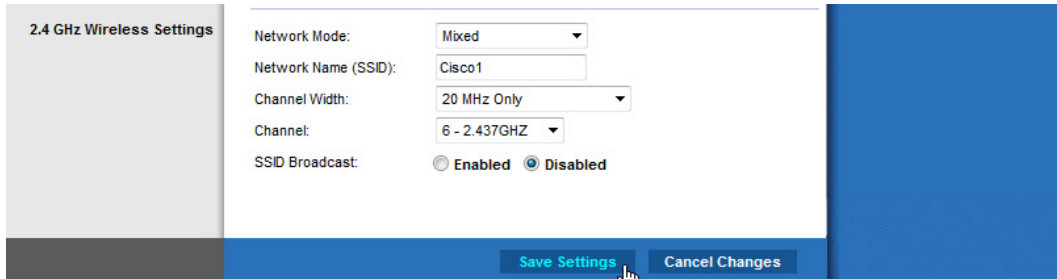 2.4 GHz Wireless Settings
Network Mode: Mixed
Network Name (SSID): Cisco1
Channel Width: 20 MHz Only
Channel: 6 - 2.437GHZ
SSID Broadcast: Enabled Disabled
Save Settings Cancel Changes